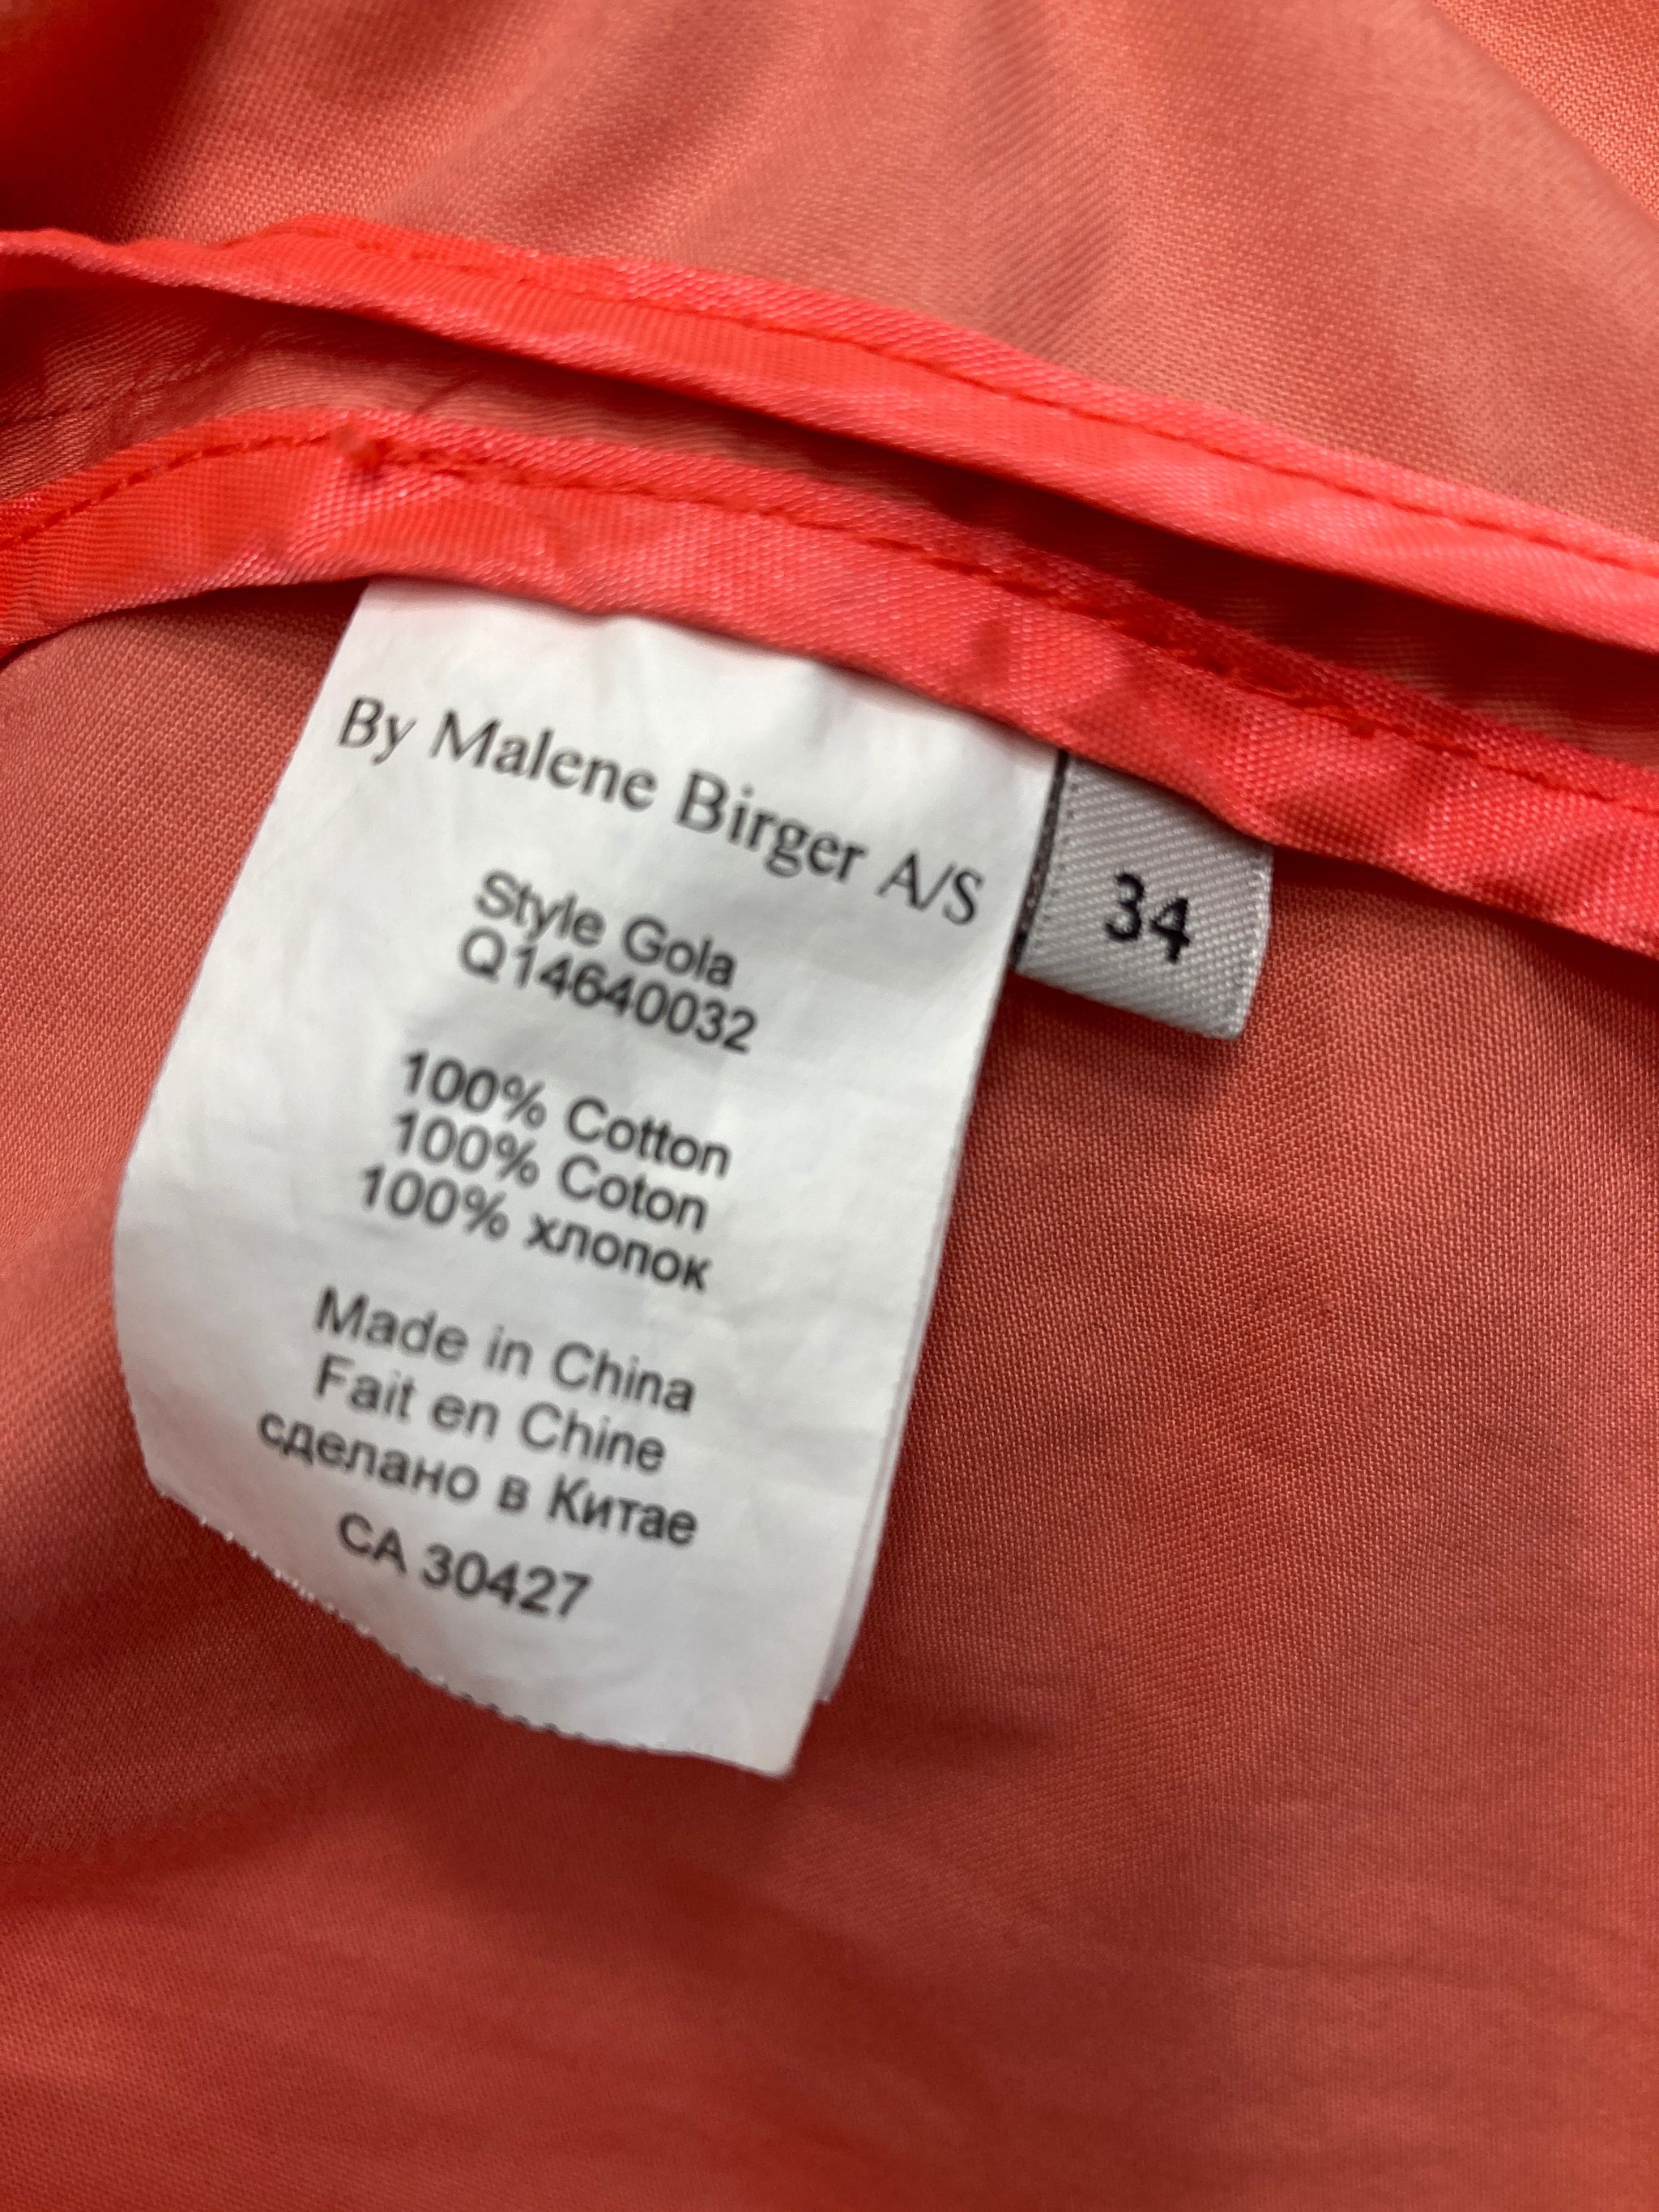 By Malene Birger A/S
34
Style Gola
Q14640032
100% Cotton
100% Coton
100% хлопок
Made in China
Fait en Chine
сделано в Китае
CA 30427